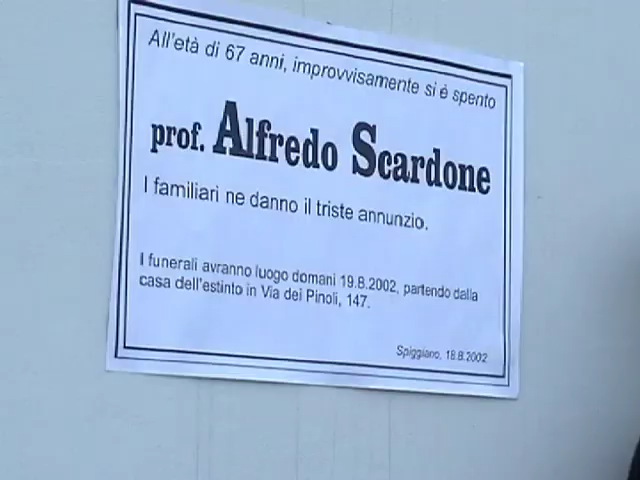 All'età di 67 anni, improvvisamente si è spento
prof. Alfredo Scardone
I familiari ne danno il triste annunzio.
I funerali avranno luogo domani 19.8.2002, partendo dalla
casa dell'estinto in Via dei Pinoli, 147.
Spiggiano, 18.8.2002